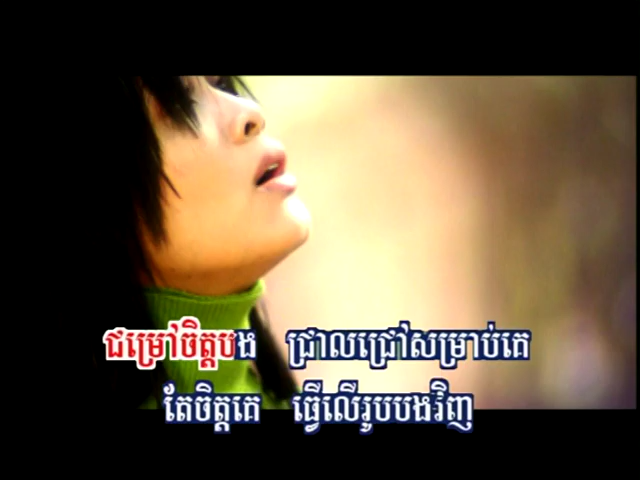 ជម្រៅចិត្តបង ជ្រាលជ្រៅសម្រាប់គេ
តែចិត្តគេ ធ្វើលើរូបបងវិញ